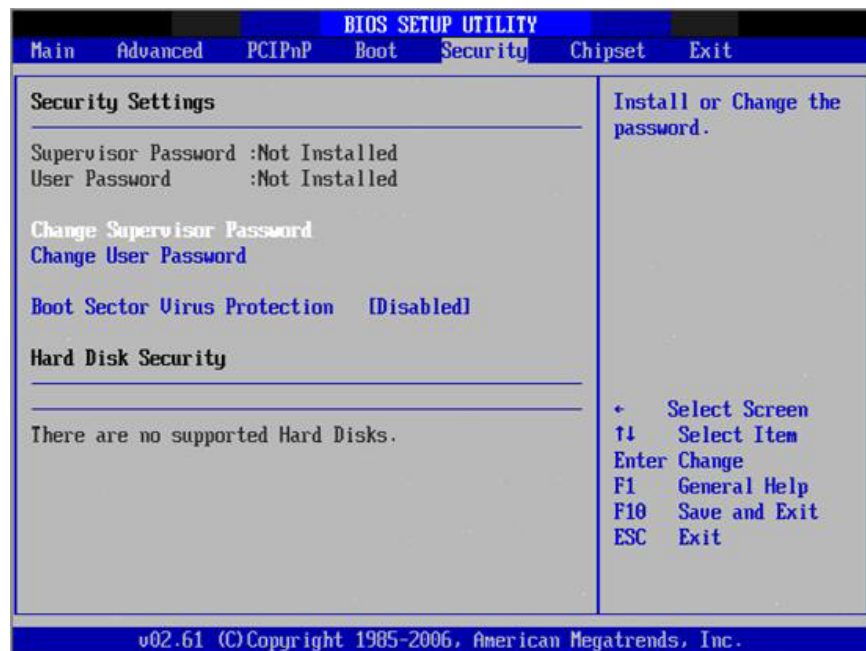 BIOS SETUP UTILITY
Main Advanced PCIPnP Boot Security Chipset Exit
Security Settings
Supervisor Password :Not Installed
User Password :Not Installed
Change Supervisor Password
Change User Password
Boot Sector Virus Protection [Disabled]
Hard Disk Security
There are no supported Hard Disks.
Install or Change the
password.
← Select Screen
↑↓ Select Item
Enter Change
F1 General Help
F10 Save and Exit
ESC Exit
v02.61 (C)Copyright 1985-2006, American Megatrends, Inc.